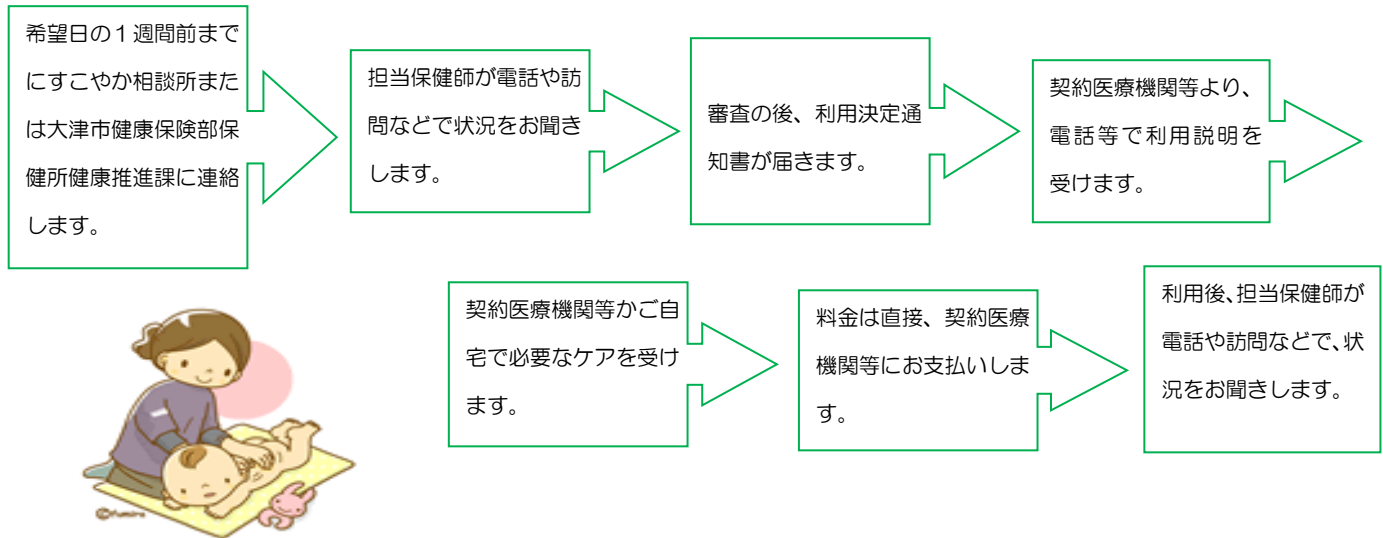 希望日の１週間前まで
にすこやか相談所また
は大津市健康保険部保
健所健康推進課に連絡
します。
担当保健師が電話や訪
問などで状況をお聞き
します。
審査の後、利用決定通
知書が届きます。
契約医療機関等より、
電話等で利用説明を
受けます。
契約医療機関等かご自
宅で必要なケアを受け
ます。
料金は直接、契約医療
機関等にお支払いしま
す。
利用後、担当保健師が
電話や訪問などで、状
況をお聞きします。